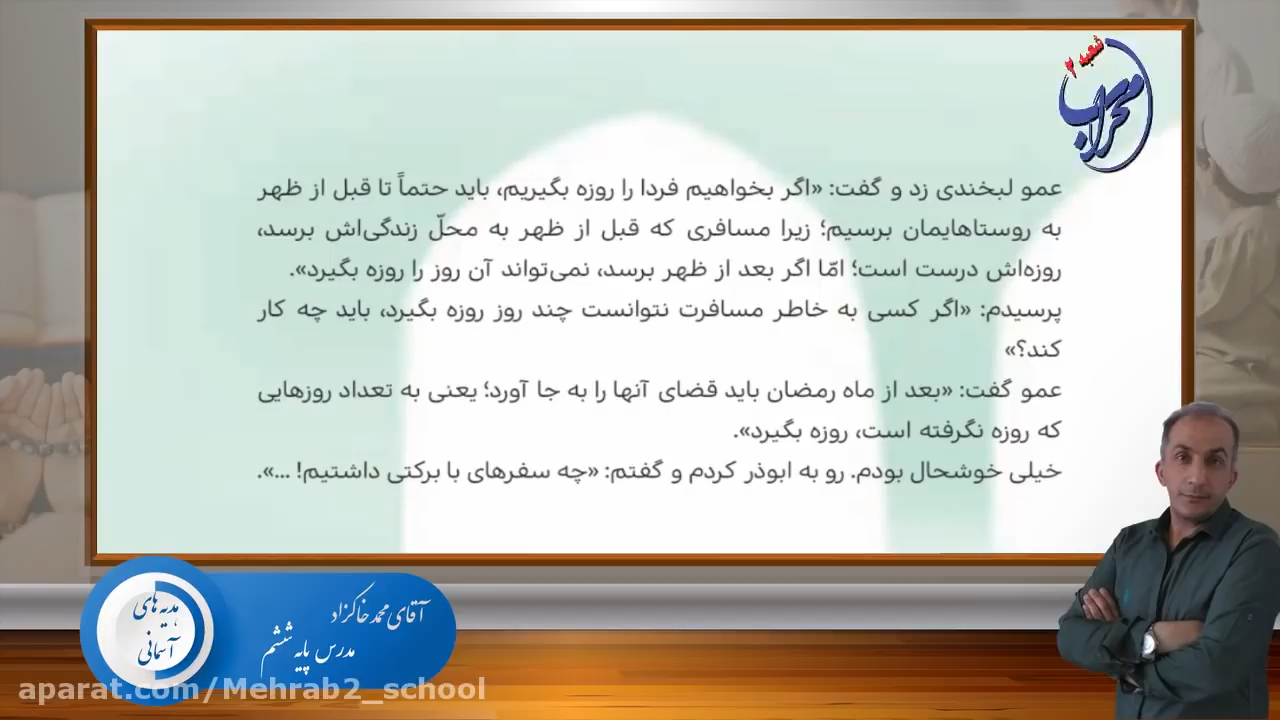 شعبه ۲
محراب
عمو لبخندی زد و گفت: «اگر بخواهیم فردا را روزه بگیریم، باید حتماً تا قبل از ظهر
به روستاهایمان برسیم؛ زیرا مسافری که قبل از ظهر به محلّ زندگی‌اش برسد،
روزه‌اش درست است؛ امّا اگر بعد از ظهر برسد، نمی‌تواند آن روز را روزه بگیرد».
پرسیدم: «اگر کسی به خاطر مسافرت نتوانست چند روز روزه بگیرد، باید چه کار
کند؟»
عمو گفت: «بعد از ماه رمضان باید قضای آنها را به جا آورد؛ یعنی به تعداد روزهایی
که روزه نگرفته است، روزه بگیرد».
خیلی خوشحال بودم. رو به ابوذر کردم و گفتم: «چه سفرهای با برکتی داشتیم! ...».
آقای محمد خاکزاد
مدرس پایه ششم
هدیه های
آسمانی
aparat.com/Mehrab2_school